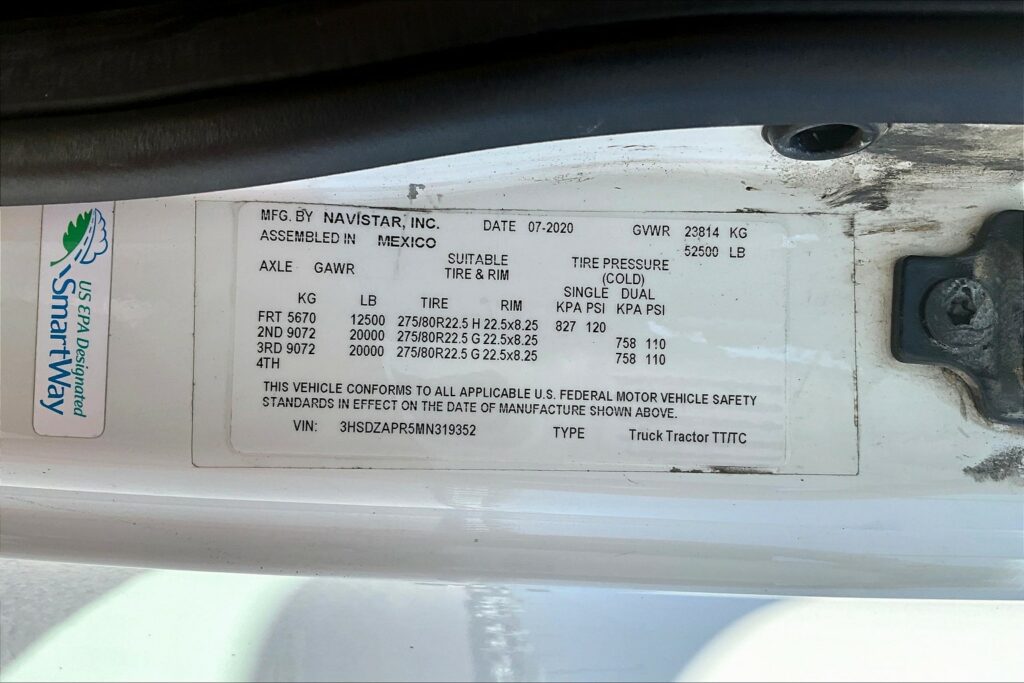 US EPA Designated
SmartWay
MFG. BY NAVISTAR, INC. DATE 07-2020 GVWR 23814 KG
ASSEMBLED IN MEXICO 52500 LB
SUITABLE TIRE PRESSURE
AXLE GAWR TIRE & RIM (COLD)
SINGLE DUAL
KG LB TIRE RIM KPA PSI KPA PSI
FRT 5670 12500 275/80R22.5 H 22.5x8.25 827 120
2ND 9072 20000 275/80R22.5 G 22.5x8.25 758 110
3RD 9072 20000 275/80R22.5 G 22.5x8.25 758 110
4TH
THIS VEHICLE CONFORMS TO ALL APPLICABLE U.S. FEDERAL MOTOR VEHICLE SAFETY
STANDARDS IN EFFECT ON THE DATE OF MANUFACTURE SHOWN ABOVE.
VIN: 3HSDZAPR5MN319352 TYPE Truck Tractor TT/TC